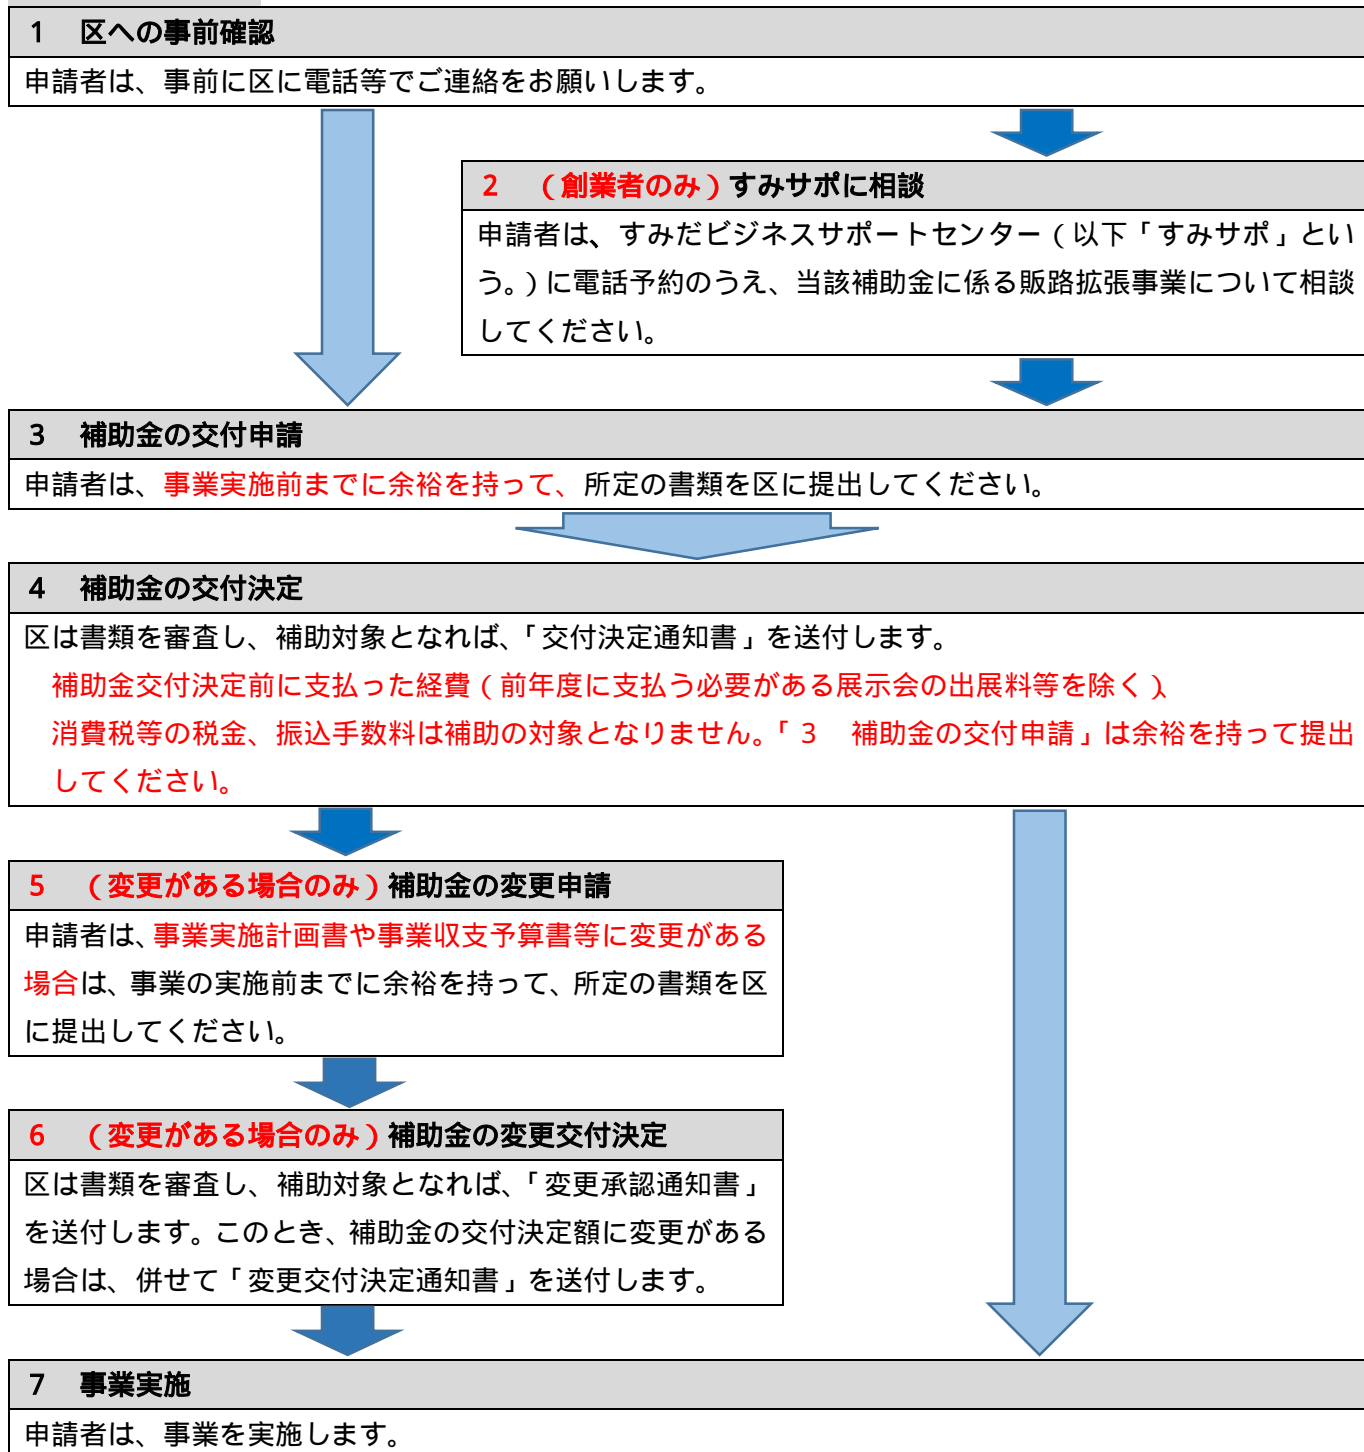 1　区への事前確認
申請者は、事前に区に電話等でご連絡をお願いします。
2　（創業者のみ）すみサポに相談
申請者は、すみだビジネスサポートセンター（以下「すみサポ」とい
う。）に電話予約のうえ、当該補助金に係る販路拡張事業について相談
してください。
3　補助金の交付申請
申請者は、事業実施前までに余裕を持って、所定の書類を区に提出してください。
4　補助金の交付決定
区は書類を審査し、補助対象となれば、「交付決定通知書」を送付します。
補助金交付決定前に支払った経費（前年度に支払う必要がある展示会の出展料等を除く）、
消費税等の税金、振込手数料は補助の対象となりません。「3　補助金の交付申請」は余裕を持って提出
してください。
5　（変更がある場合のみ）補助金の変更申請
申請者は、事業実施計画書や事業収支予算書等に変更がある
場合は、事業の実施前までに余裕を持って、所定の書類を区
に提出してください。
6　（変更がある場合のみ）補助金の変更交付決定
区は書類を審査し、補助対象となれば、「変更承認通知書」
を送付します。このとき、補助金の交付決定額に変更がある
場合は、併せて「変更交付決定通知書」を送付します。
7　事業実施
申請者は、事業を実施します。